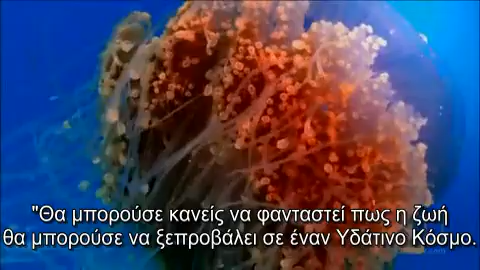 "Θα μπορούσε κανείς να φανταστεί πως η ζωή
θα μπορούσε να ξεπροβάλει σε έναν Υδάτινο Κόσμο.